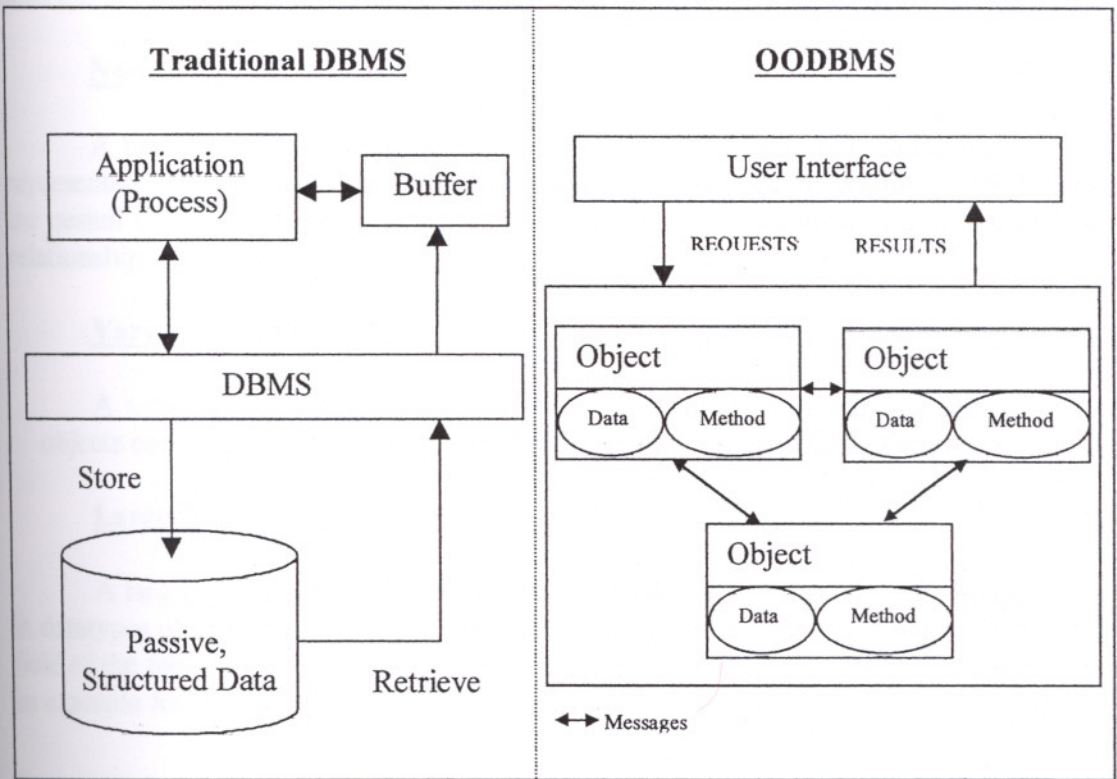 Traditional DBMS
Application
(Process)
Buffer
DBMS
Store
Passive,
Structured Data
Retrieve
OODBMS
User Interface
REQUESTS
RESULTS
Object
Data
Method
Object
Data
Method
Object
Data
Method
Messages